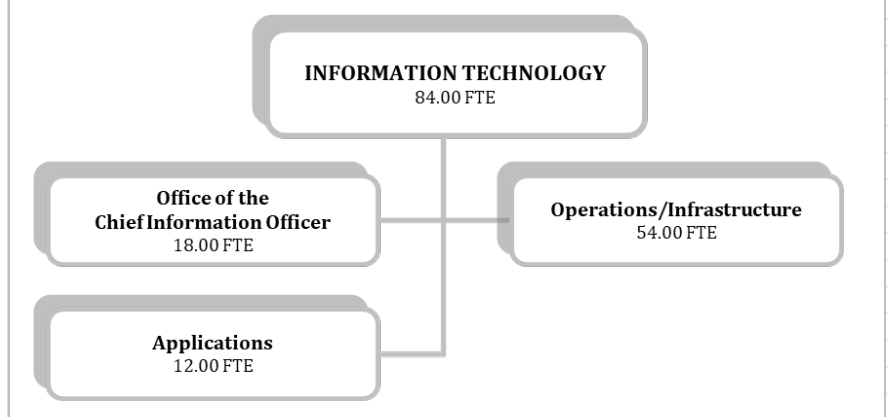 INFORMATION TECHNOLOGY
84.00 FTE
Office of the
Chief Information Officer
18.00 FTE
Operations/Infrastructure
54.00 FTE
Applications
12.00 FTE